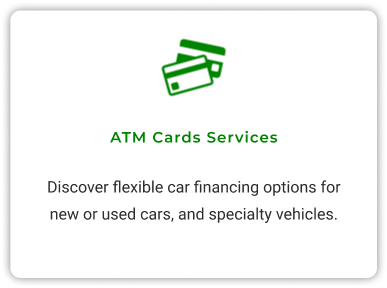 ATM Cards Services
Discover flexible car financing options for
new or used cars, and specialty vehicles.